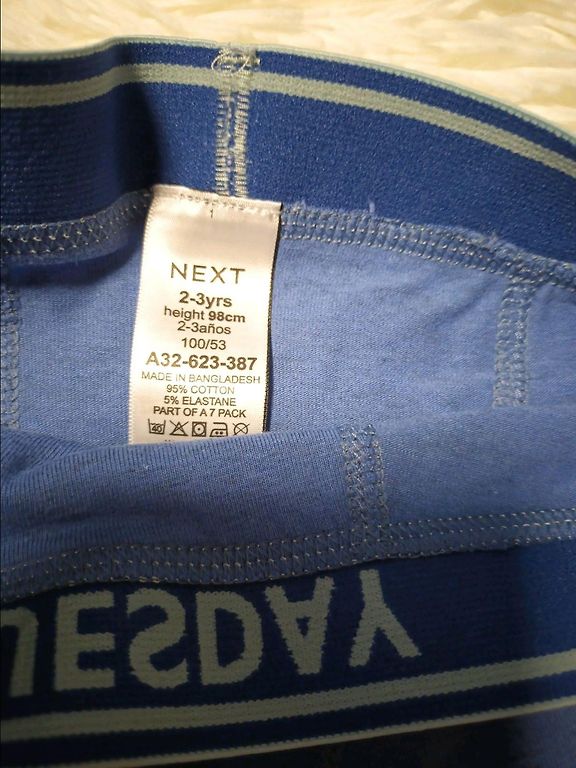 1
NEXT
2-3yrs
height 98cm
2-3años
100/53
A32-623-387
MADE IN BANGLADESH
95% COTTON
5% ELASTANE
PART OF A 7 PACK
40
UESDAY